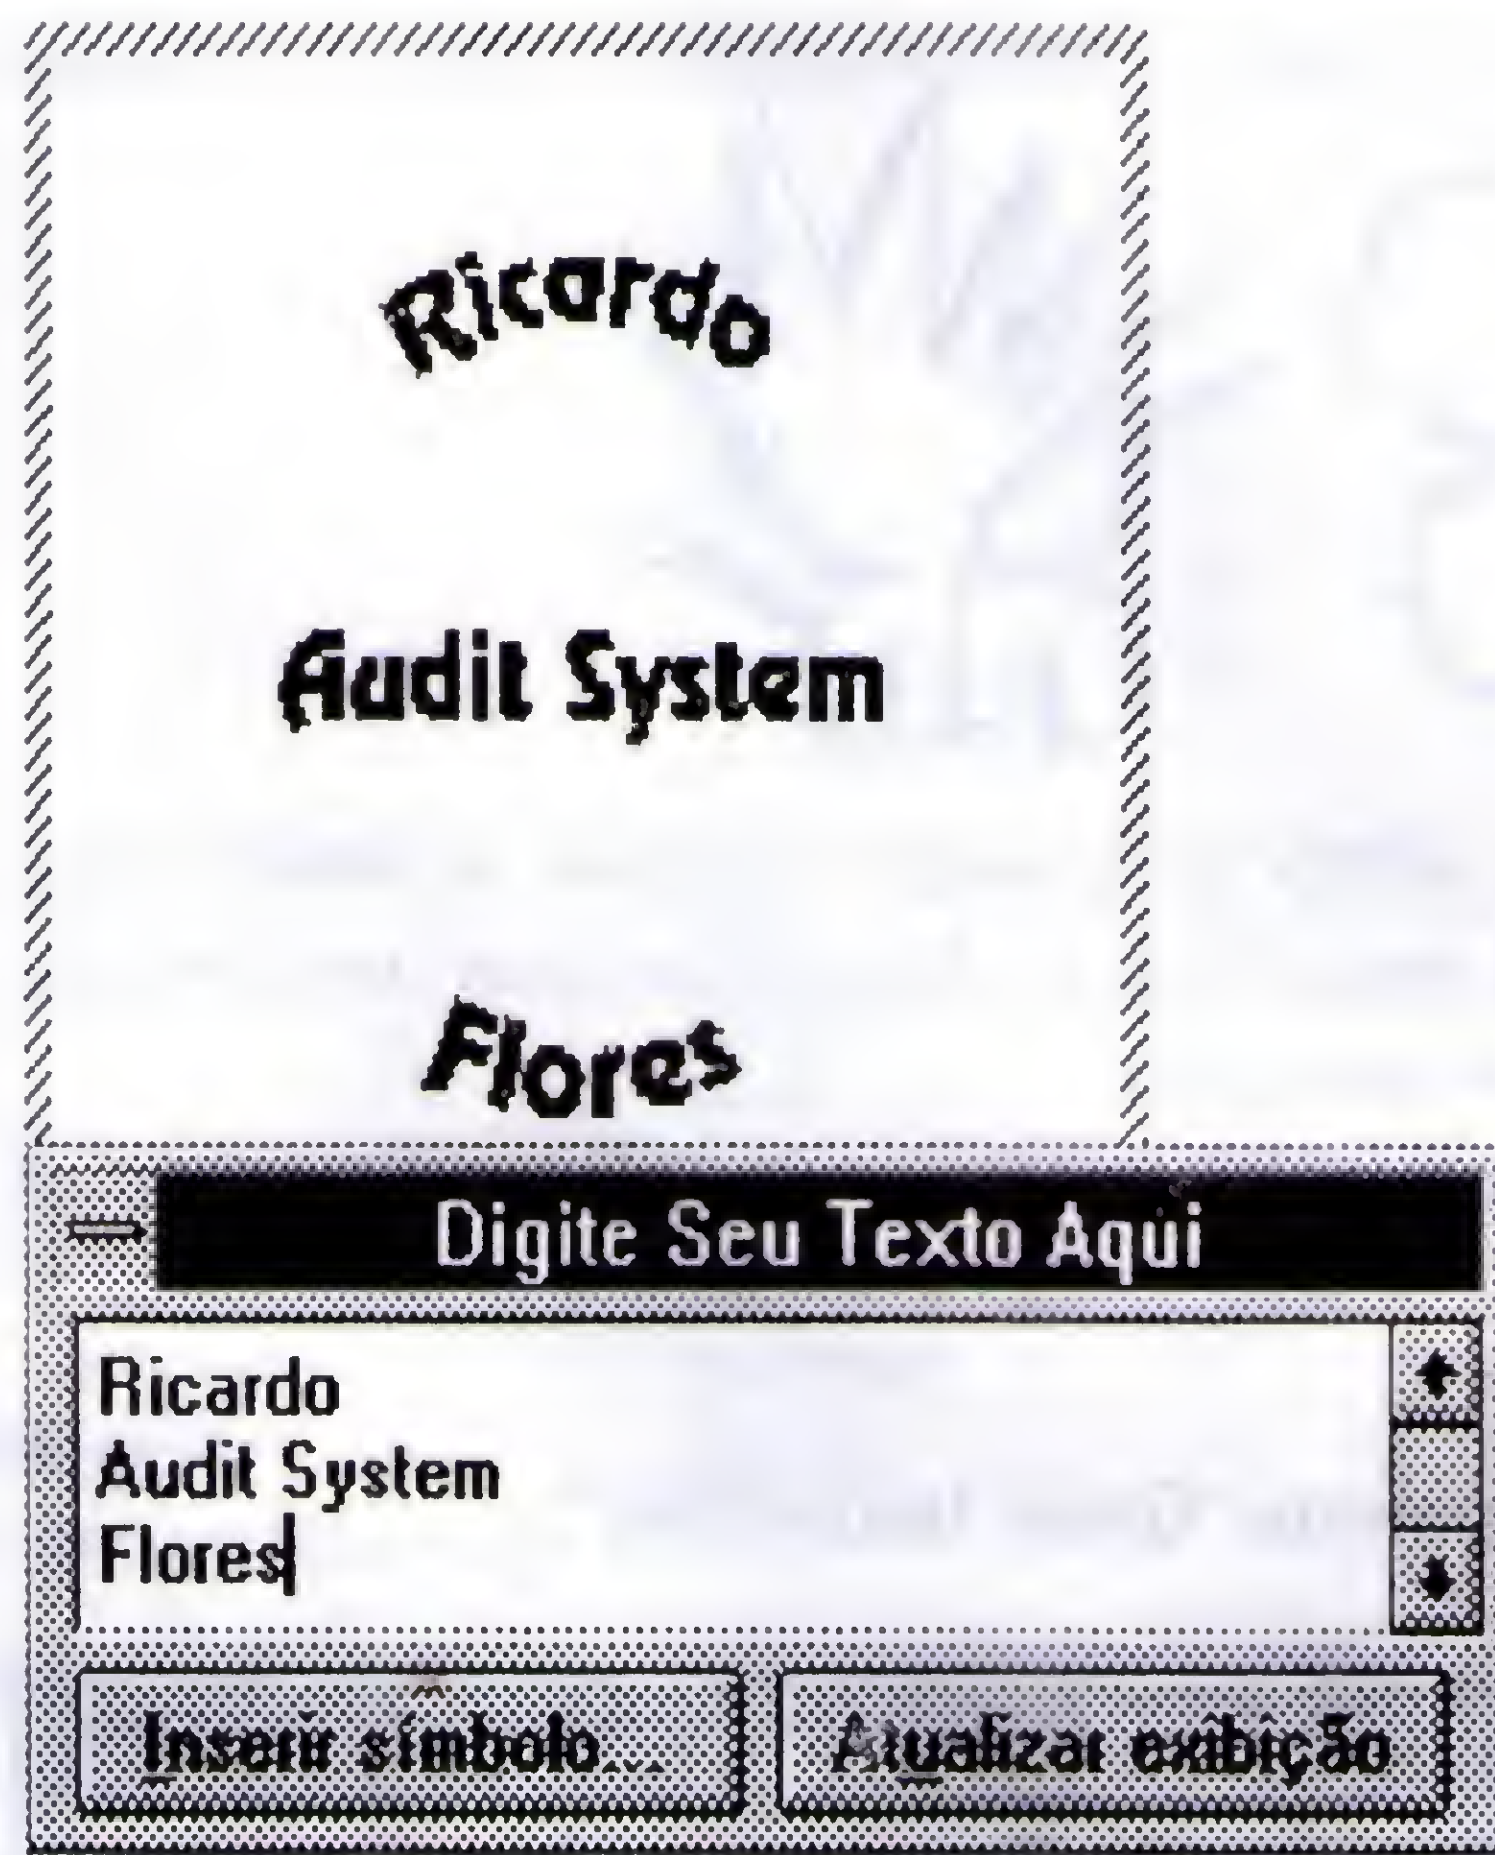 Ricardo
Audit System
Flores
Digite Seu Texto Aqui
Ricardo
Audit System
Flores
Inserir símbolo...
Atualizar exibição